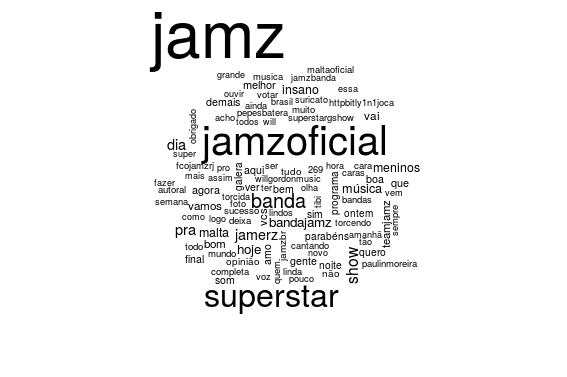 jamz
maltaoficial
grande musica jamzbanda
melhor insano essa
ouvir votar
demais ainda brasil suricato httpbitly1n1joca
pepesbatera muito
obrigado acho todos will superstargshow vai
dia jamzoficial
super
fcojamzrj pro galera aqui ser tudo 269 hora cara meninos
mais assim willgordonmusic caras boa que
fazer autoral agora ver ter bem olha programa música vem
semana vamos torcida foto banda tibi bandas sempre
como logo sucesso vcs lindos sim ontem teamjamz
deixa bandajamz torcendo
pra malta jamerz jamzbr parabéns amanhã
todo bom hoje amo cantando tão
mundo novo show quero
final opinião quem gente noite paulinmoreira
completa linda não
som voz pouco
superstar